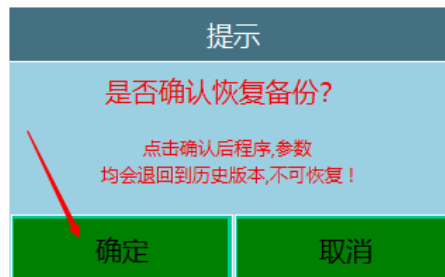 提示
是否确认恢复备份?
点击确认后程序,参数
均会退回到历史版本,不可恢复！
确定
取消